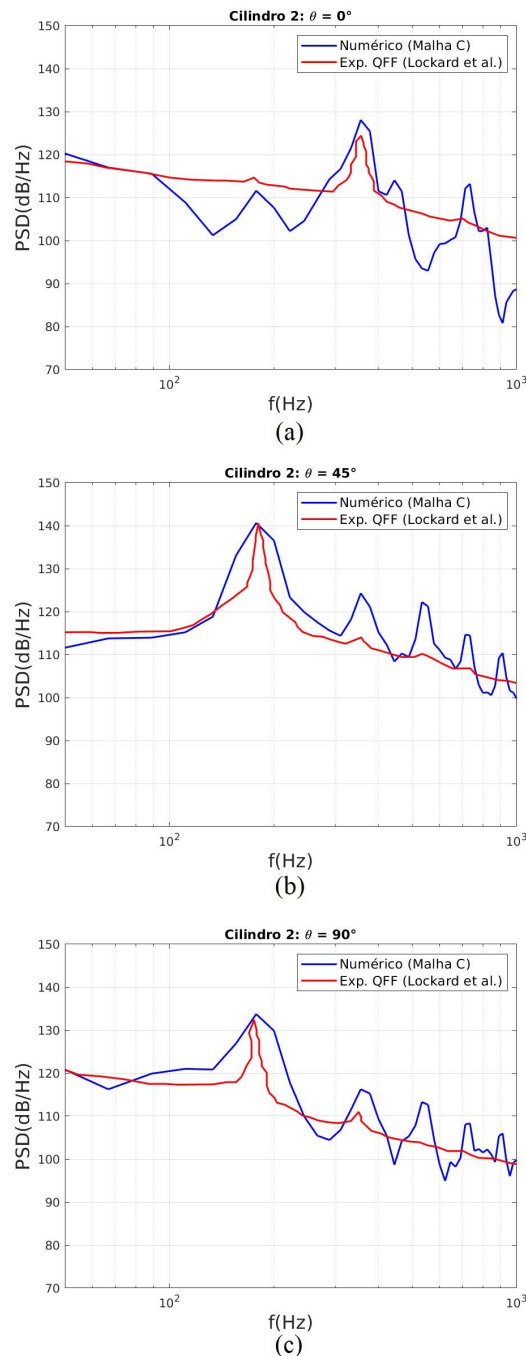 Cilindro 2: θ = 0°
150
Numérico (Malha C)
Exp. QFF (Lockard et al.)
140
130
120
110
100
90
80
70
PSD(dB/Hz)
10²
10³
f(Hz)
(a)
Cilindro 2: θ = 45°
150
Numérico (Malha C)
Exp. QFF (Lockard et al.)
140
130
120
110
100
90
80
70
PSD(dB/Hz)
10²
10³
f(Hz)
(b)
Cilindro 2: θ = 90°
150
Numérico (Malha C)
Exp. QFF (Lockard et al.)
140
130
120
110
100
90
80
70
PSD(dB/Hz)
10²
10³
f(Hz)
(c)